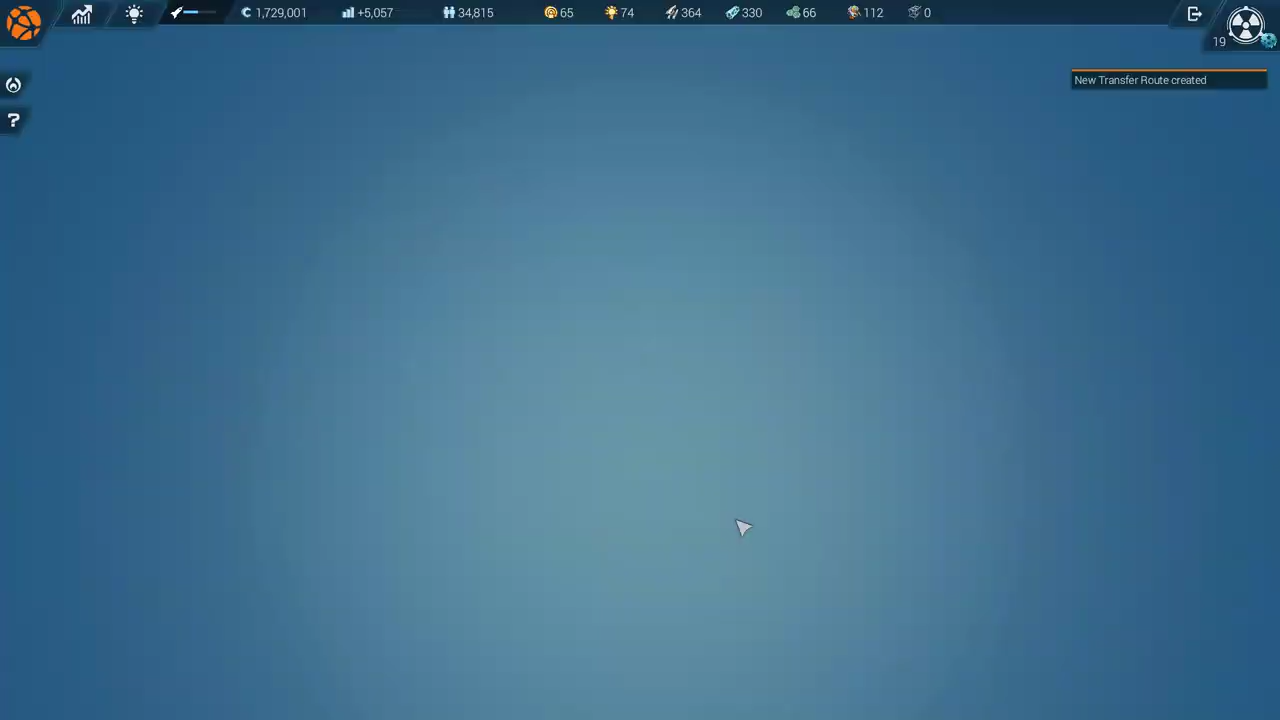 1,729,001 +5,057 34,815 65 74 364 330 66 112 0
19
New Transfer Route created
?